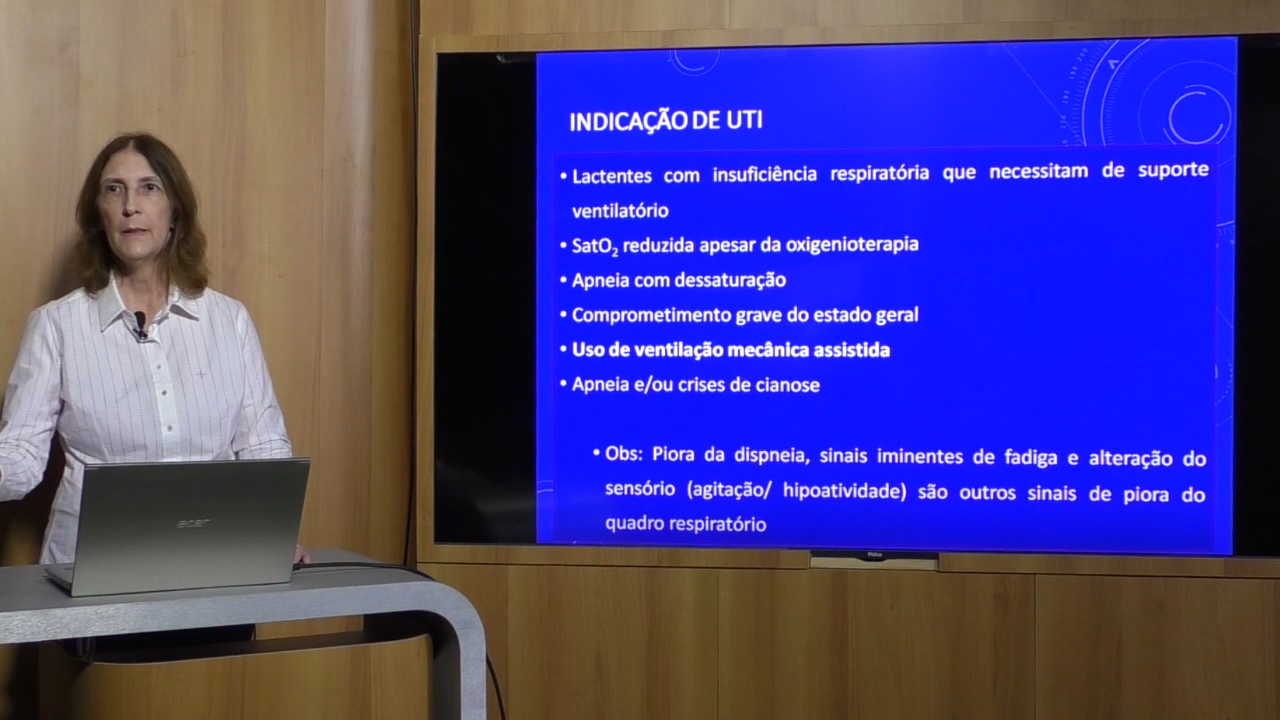 INDICAÇÃO DE UTI
• Lactentes com insuficiência respiratória que necessitam de suporte
ventilatório
• SatO₂ reduzida apesar da oxigenioterapia
• Apneia com dessaturação
• Comprometimento grave do estado geral
• Uso de ventilação mecânica assistida
• Apneia e/ou crises de cianose
• Obs: Piora da dispneia, sinais iminentes de fadiga e alteração do
sensório (agitação/ hipoatividade) são outros sinais de piora do
quadro respiratório
acer
Philco